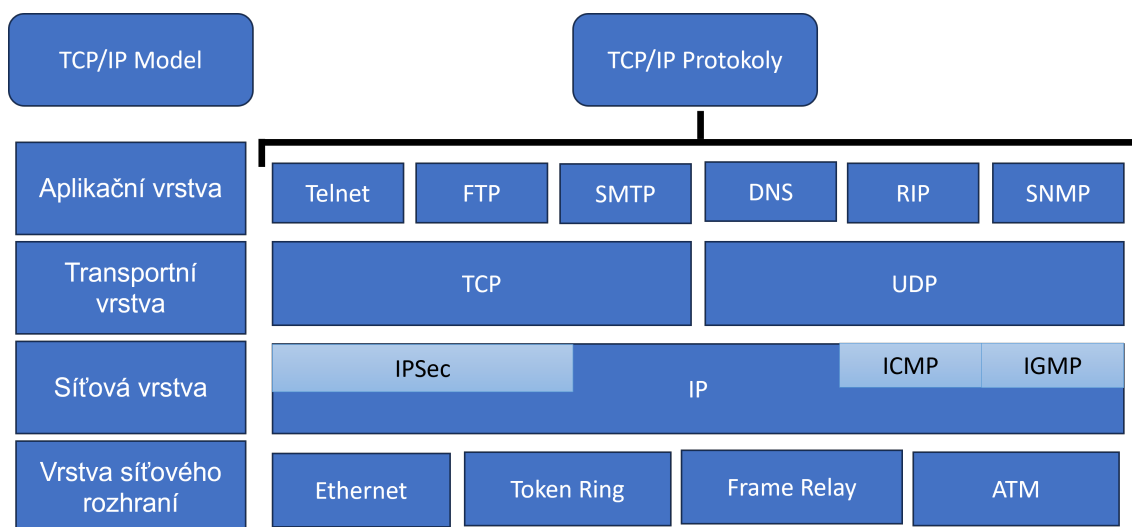 TCP/IP Model
TCP/IP Protokoly
Aplikační vrstva
Telnet
FTP
SMTP
DNS
RIP
SNMP
Transportní
vrstva
TCP
UDP
Síťová vrstva
IPSec
IP
ICMP
IGMP
Vrstva síťového
rozhraní
Ethernet
Token Ring
Frame Relay
ATM